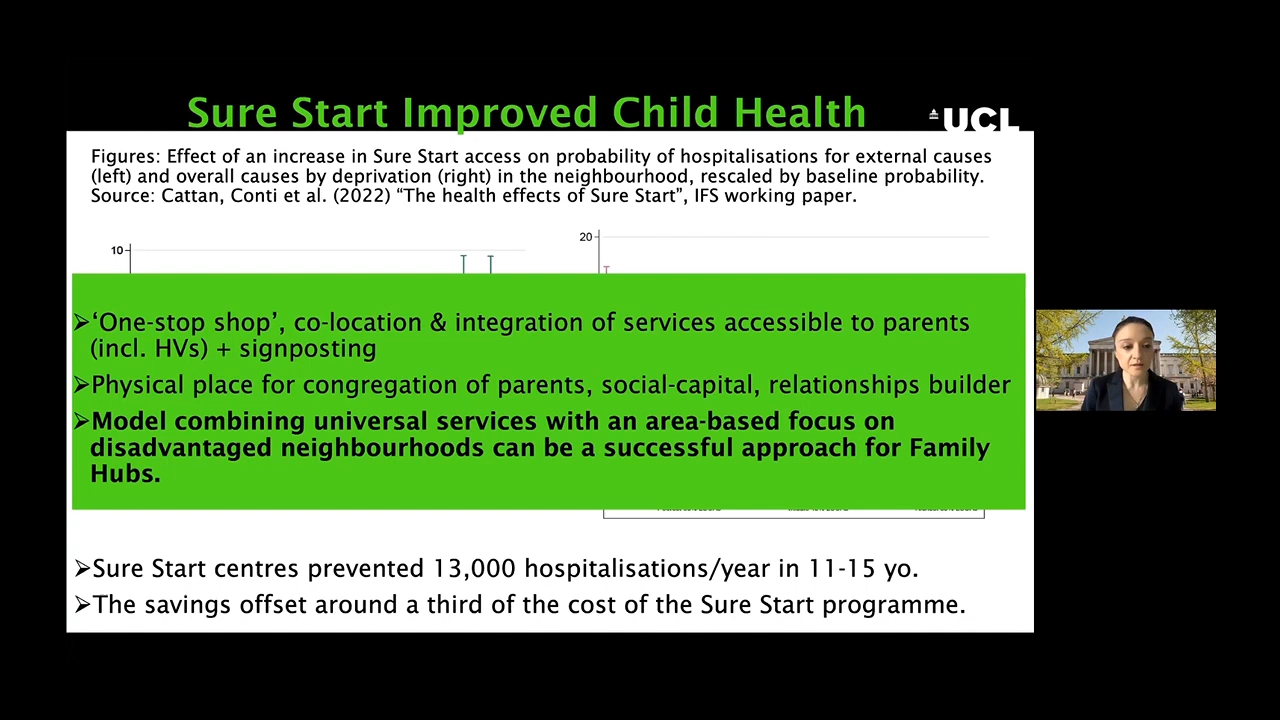 Sure Start Improved Child Health
UCL
Figures: Effect of an increase in Sure Start access on probability of hospitalisations for external causes
(left) and overall causes by deprivation (right) in the neighbourhood, rescaled by baseline probability.
Source: Cattan, Conti et al. (2022) “The health effects of Sure Start”, IFS working paper.
10
20
➢‘One-stop shop’, co-location & integration of services accessible to parents
(incl. HVs) + signposting
➢Physical place for congregation of parents, social-capital, relationships builder
➢Model combining universal services with an area-based focus on
disadvantaged neighbourhoods can be a successful approach for Family
Hubs.
➢Sure Start centres prevented 13,000 hospitalisations/year in 11-15 yo.
➢The savings offset around a third of the cost of the Sure Start programme.